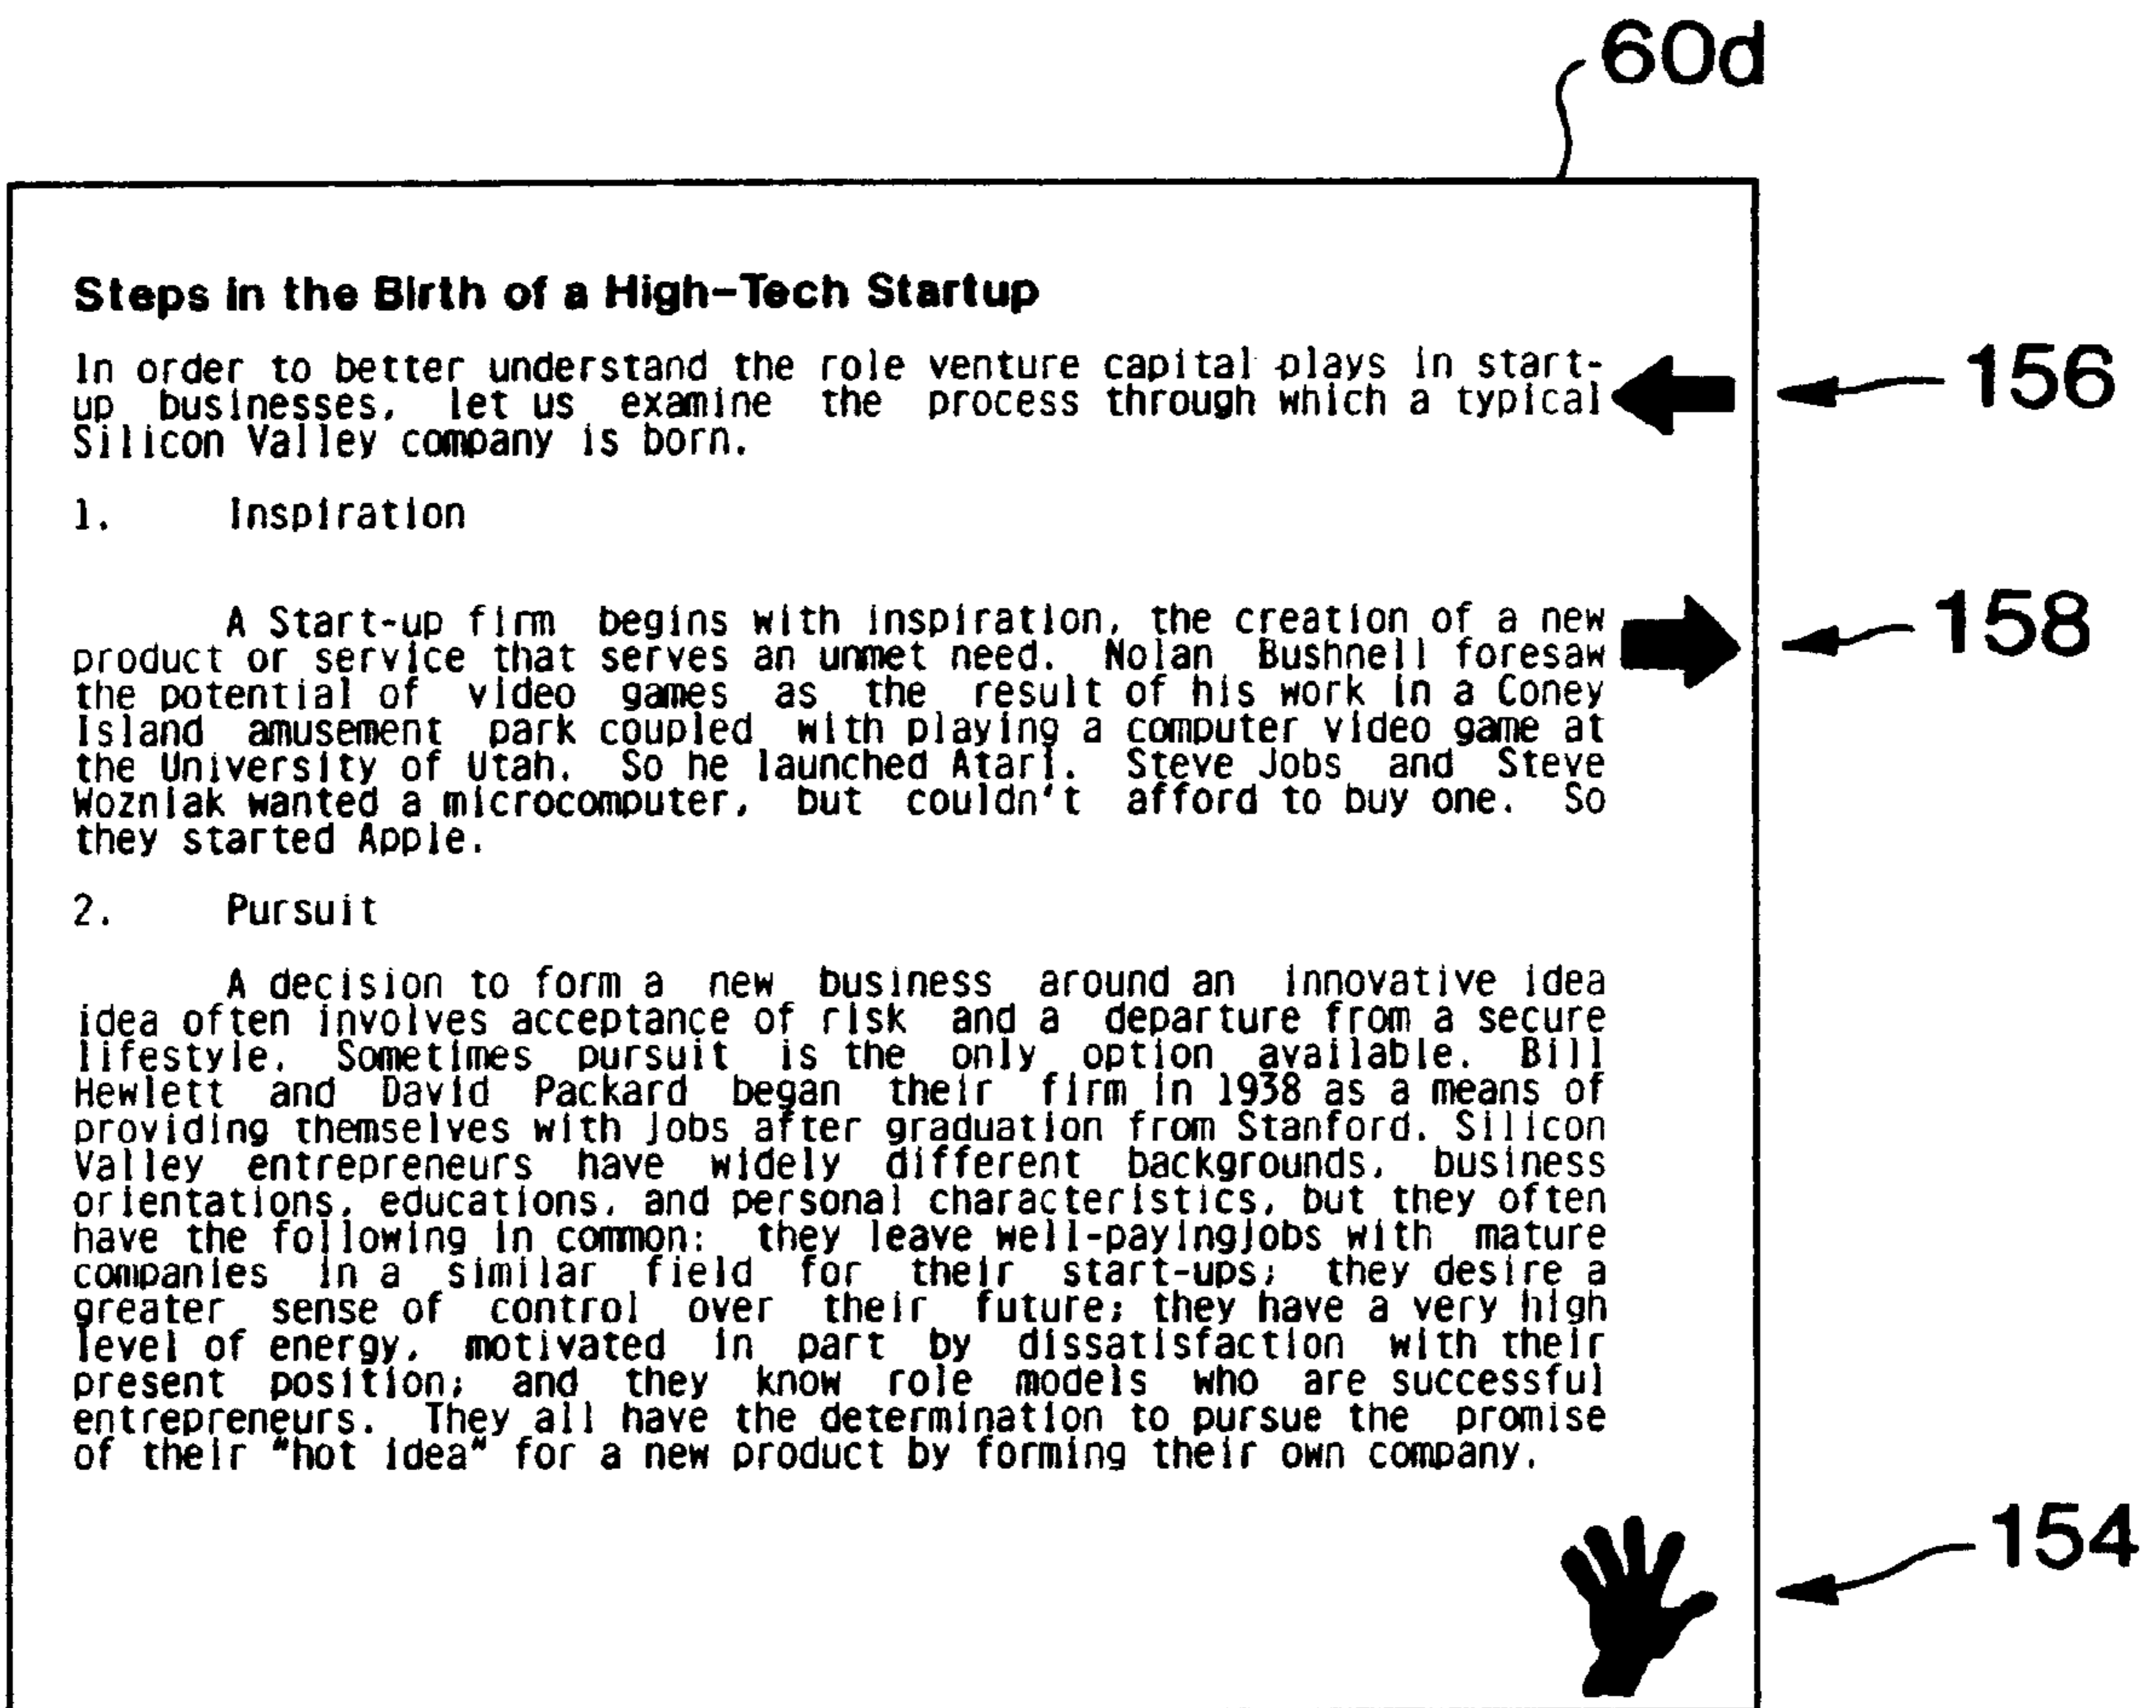 60d
Steps in the Birth of a High-Tech Startup
In order to better understand the role venture capital plays in start-
up businesses, let us examine the process through which a typical
Silicon Valley company is born.
156
1. Inspiration
A Start-up firm begins with inspiration, the creation of a new
product or service that serves an unmet need. Nolan Bushnell foresaw
158
the potential of video games as the result of his work in a Coney
Island amusement park coupled with playing a computer video game at
the University of Utah. So he launched Atari. Steve Jobs and Steve
Wozniak wanted a microcomputer, but couldn't afford to buy one. So
they started Apple.
2. Pursuit
A decision to form a new business around an innovative idea
idea often involves acceptance of risk and a departure from a secure
lifestyle. Sometimes pursuit is the only option available. Bill
Hewlett and David Packard began their firm in 1938 as a means of
providing themselves with jobs after graduation from Stanford. Silicon
Valley entrepreneurs have widely different backgrounds, business
orientations, educations, and personal characteristics, but they often
have the following in common: they leave well-payingjobs with mature
companies in a similar field for their start-ups; they desire a
greater sense of control over their future; they have a very high
level of energy, motivated in part by dissatisfaction with their
present position; and they know role models who are successful
entrepreneurs. They all have the determination to pursue the promise
of their "hot idea" for a new product by forming their own company.
154